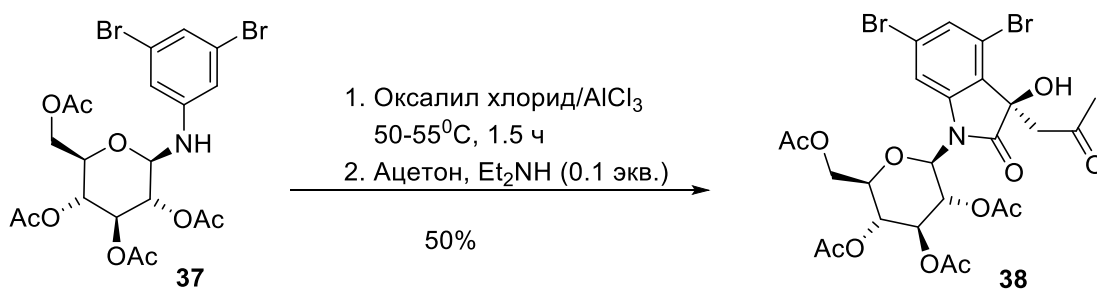 Br
Br
OAc
O
NH
AcO
OAc
OAc
37
1. Оксалил хлорид/AlCl3
50-55⁰C, 1.5 ч
2. Ацетон, Et2NH (0.1 экв.)
50%
Br
Br
OH
O
N
O
AcO
O
OAc
AcO
OAc
38